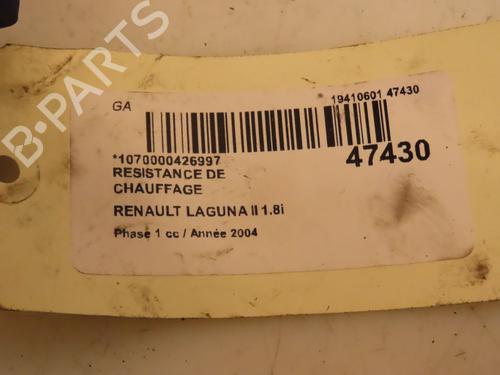 B-PARTS
GA
19410601 47430
*1070000426997
47430
RESISTANCE DE
CHAUFFAGE
RENAULT LAGUNA II 1.8i
Phase 1 cc / Année 2004